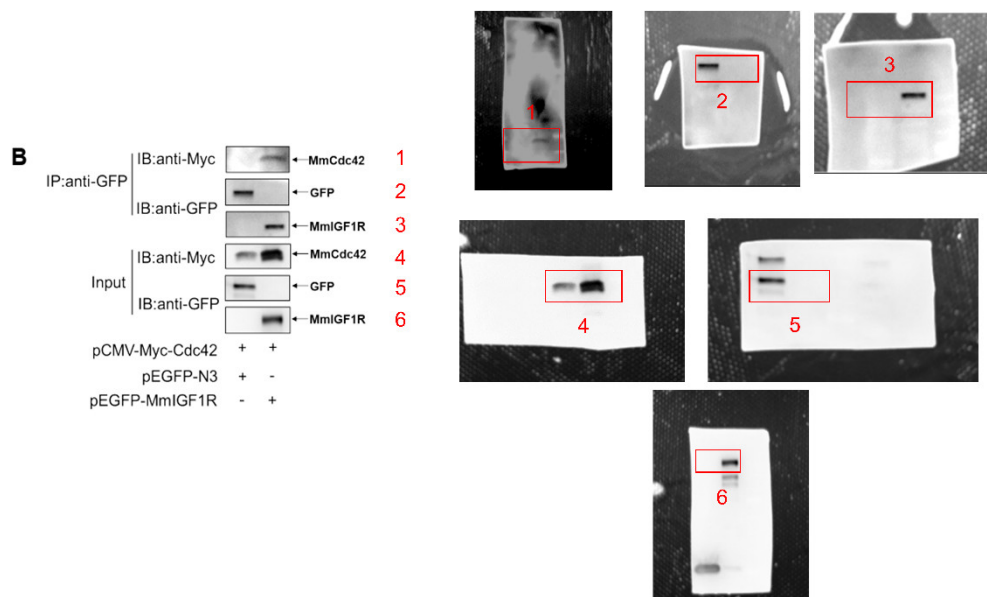 B
IP:anti-GFP
IB:anti-Myc
MmCdc42
1
IB:anti-GFP
GFP
2
MmIGF1R
3
Input
IB:anti-Myc
MmCdc42
4
IB:anti-GFP
GFP
5
MmIGF1R
6
pCMV-Myc-Cdc42 + +
pEGFP-N3 + -
pEGFP-MmIGF1R - +
1
2
3
4
5
6